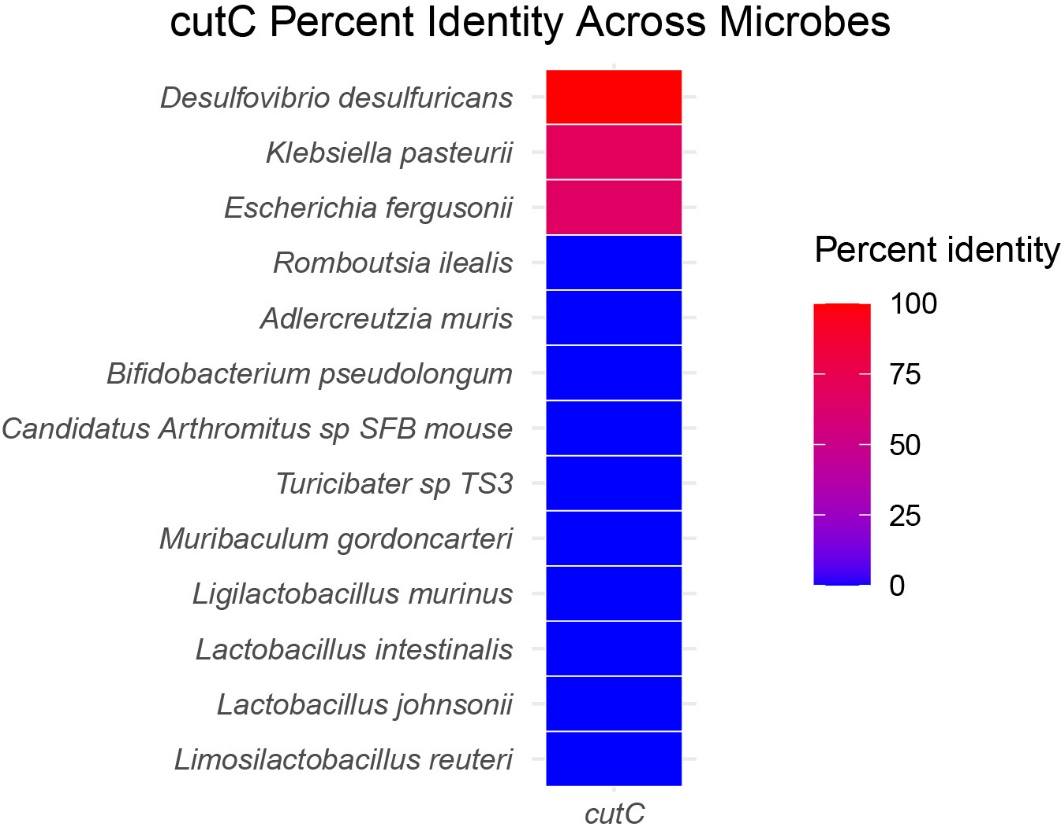 cutC Percent Identity Across Microbes
Desulfovibrio desulfuricans
Klebsiella pasteurii
Escherichia fergusonii
Romboutsia ilealis
Adlercreutzia muris
Bifidobacterium pseudolongum
Candidatus Arthromitus sp SFB mouse
Turicibater sp TS3
Muribaculum gordoncarteri
Ligilactobacillus murinus
Lactobacillus intestinalis
Lactobacillus johnsonii
Limosilactobacillus reuteri
cutC
Percent identity
100
75
50
25
0